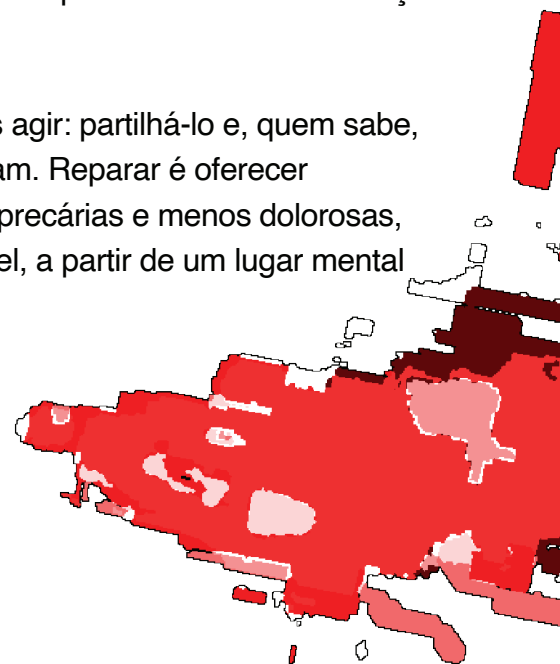 s agir: partilhá-lo e, quem sabe,
am. Reparar é oferecer
precárias e menos dolorosas,
el, a partir de um lugar mental